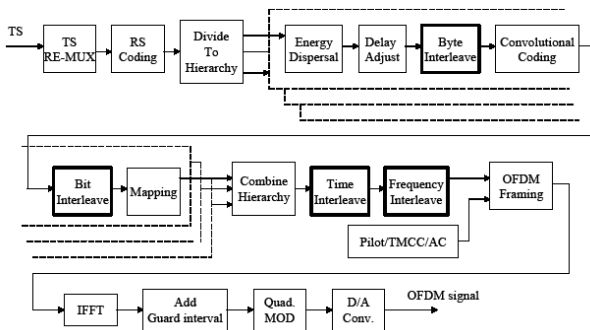 TS
TS
RE-MUX
RS
Coding
Divide
To
Hierarchy
Energy
Dispersal
Delay
Adjust
Byte
Interleave
Convolutional
Coding
Bit
Interleave
Mapping
Combine
Hierarchy
Time
Interleave
Frequency
Interleave
OFDM
Framing
Pilot/TMCC/AC
IFFT
Add
Guard interval
Quad.
MOD
D/A
Conv.
OFDM signal